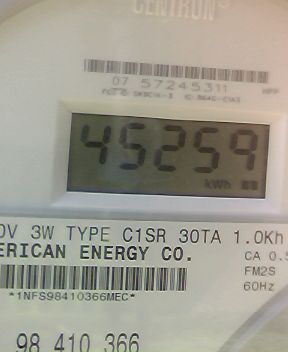 CENTRON
07 57245311
45259
kWh
0V 3W TYPE C1SR 30TA 1.0Kh
ERICAN ENERGY CO. CA 0.5
FM2S
60Hz
*1NFS98410366MEC*
98 410 366